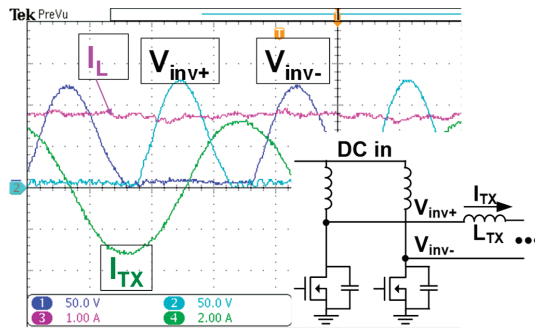 Tek PreVu
T
I_L
V_inv+
V_inv-
2
DC in
I_TX
V_inv+
L_TX
V_inv-
I_TX
1 50.0 V 2 50.0 V
3 1.00 A 4 2.00 A